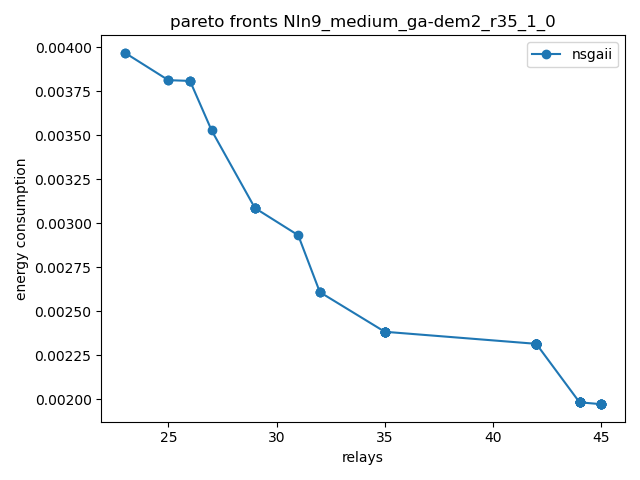 pareto fronts NIn9_medium_ga-dem2_r35_1_0
nsgaii
0.00400
0.00375
0.00350
0.00325
0.00300
0.00275
0.00250
0.00225
0.00200
energy consumption
25 30 35 40 45
relays